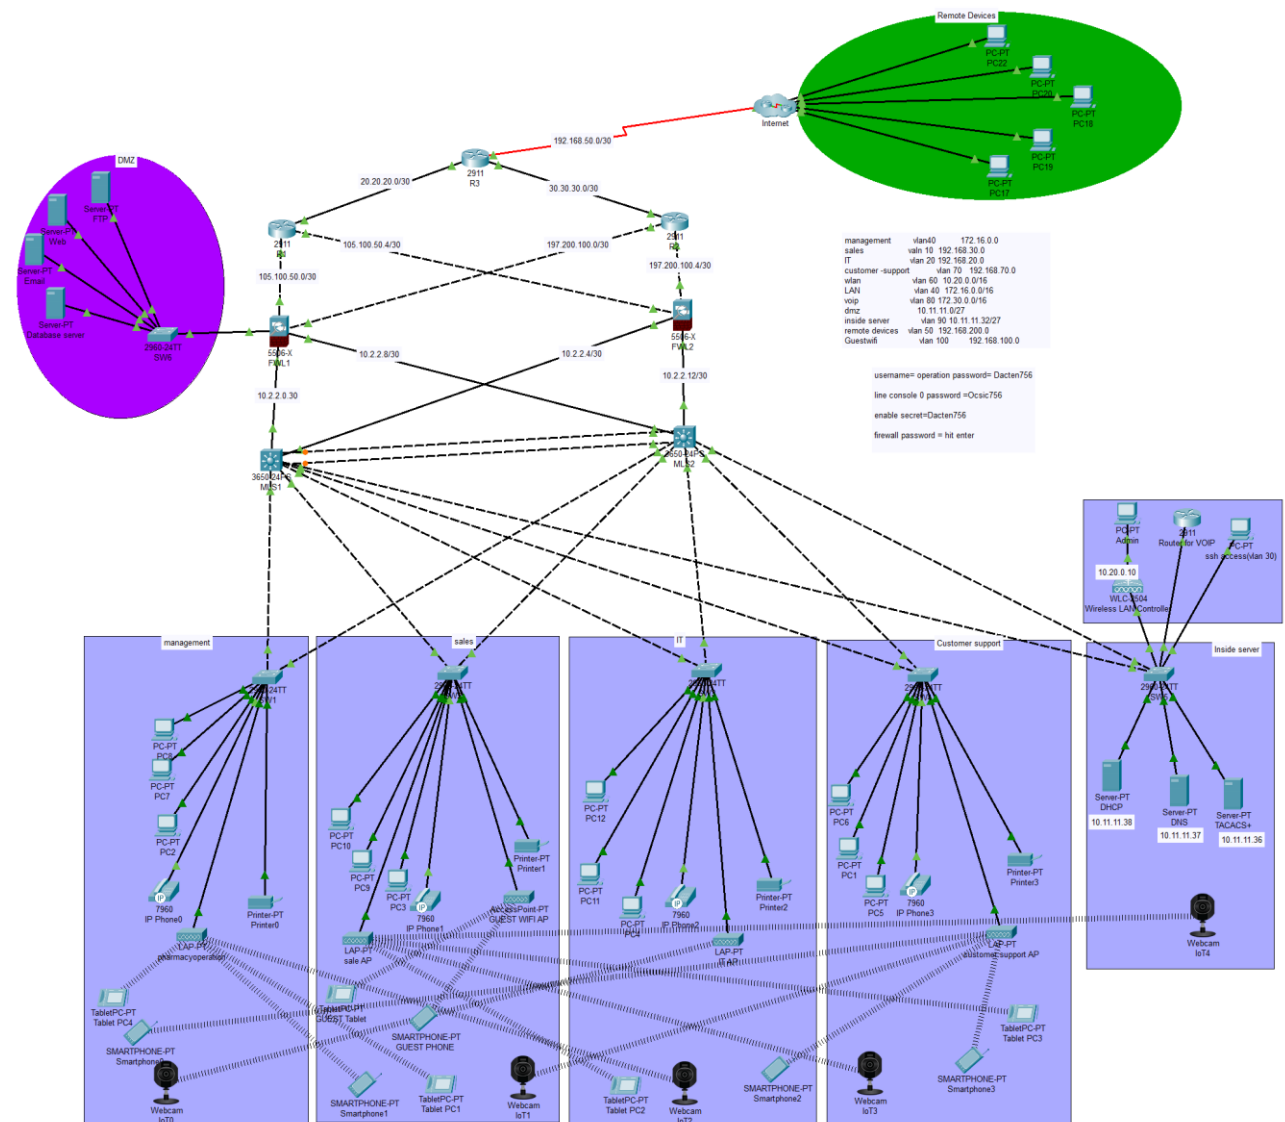 Remote Devices
PC-PT
PC22
PC-PT
PC20
PC-PT
PC18
PC-PT
PC19
PC-PT
PC17
Internet
192.168.50.0/30
2911
R3
20.20.20.0/30
30.30.30.0/30
DMZ
Server-PT
FTP
Server-PT
Web
Server-PT
Email
Server-PT
Database server
2960-24TT
SW6
2911
2911
105.100.50.4/30
197.200.100.0/30
105.100.50.0/30
197.200.100.4/30
5506-X
FWL1
5506-X
FWL2
10.2.2.8/30
10.2.2.4/30
10.2.2.12/30
10.2.2.0.30
management vlan40 172.16.0.0
sales valn 10 192.168.30.0
IT vlan 20 192.168.20.0
customer -support vlan 70 192.168.70.0
wlan vlan 60 10.20.0.0/16
LAN vlan 40 172.16.0.0/16
voip vlan 80 172.30.0.0/16
dmz 10.11.11.0/27
inside server vlan 90 10.11.11.32/27
remote devices vlan 50 192.168.200.0
Guestwifi vlan 100 192.168.100.0
username= operation password= Dacten756
line console 0 password =Ocsic756
enable secret=Dacten756
firewall password = hit enter
3650-24PS
MLS1
3650-24PS
MLS2
PC-PT
Admin
2911
Router for VOIP
PC-PT
ssh access(vlan 30)
10.20.0.10
WLC-2504
Wireless LAN Controller
management
sales
IT
Customer support
Inside server
2960-24TT
SW1
2960-24TT
2960-24TT
2960-24TT
2960-24TT
SW5
PC-PT
PC8
PC-PT
PC7
PC-PT
PC2
7960
IP Phone0
Printer-PT
Printer0
LAP-PT
pharmacyoperation
TabletPC-PT
Tablet PC4
SMARTPHONE-PT
Webcam
IoT0
PC-PT
PC10
PC-PT
PC9
PC-PT
PC3
7960
IP Phone1
Printer-PT
Printer1
AccessPoint-PT
GUEST WIFI AP
LAP-PT
sale AP
TabletPC-PT
GUEST Tablet
SMARTPHONE-PT
GUEST PHONE
SMARTPHONE-PT
Smartphone1
TabletPC-PT
Tablet PC1
Webcam
IoT1
PC-PT
PC12
PC-PT
PC11
PC-PT
PC4
7960
IP Phone2
Printer-PT
Printer2
LAP-PT
IT AP
TabletPC-PT
Tablet PC2
Webcam
IoT2
PC-PT
PC6
PC-PT
PC1
PC-PT
PC5
7960
IP Phone3
Printer-PT
Printer3
LAP-PT
customer support AP
TabletPC-PT
Tablet PC3
SMARTPHONE-PT
Smartphone2
SMARTPHONE-PT
Smartphone3
Webcam
IoT3
Server-PT
DHCP
10.11.11.38
Server-PT
DNS
10.11.11.37
Server-PT
TACACS+
10.11.11.36
Webcam
IoT4